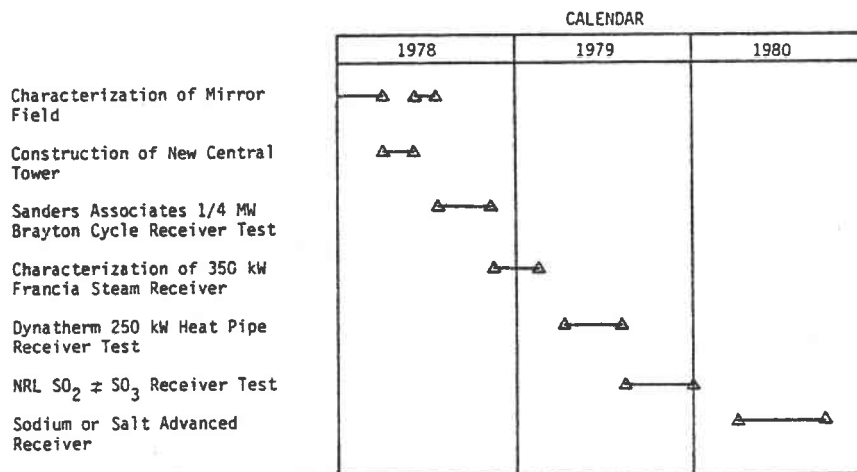 CALENDAR
1978 1979 1980
Characterization of Mirror
Field
Construction of New Central
Tower
Sanders Associates 1/4 MW
Brayton Cycle Receiver Test
Characterization of 350 kW
Francia Steam Receiver
Dynatherm 250 kW Heat Pipe
Receiver Test
NRL SO2 ⇄ SO3 Receiver Test
Sodium or Salt Advanced
Receiver